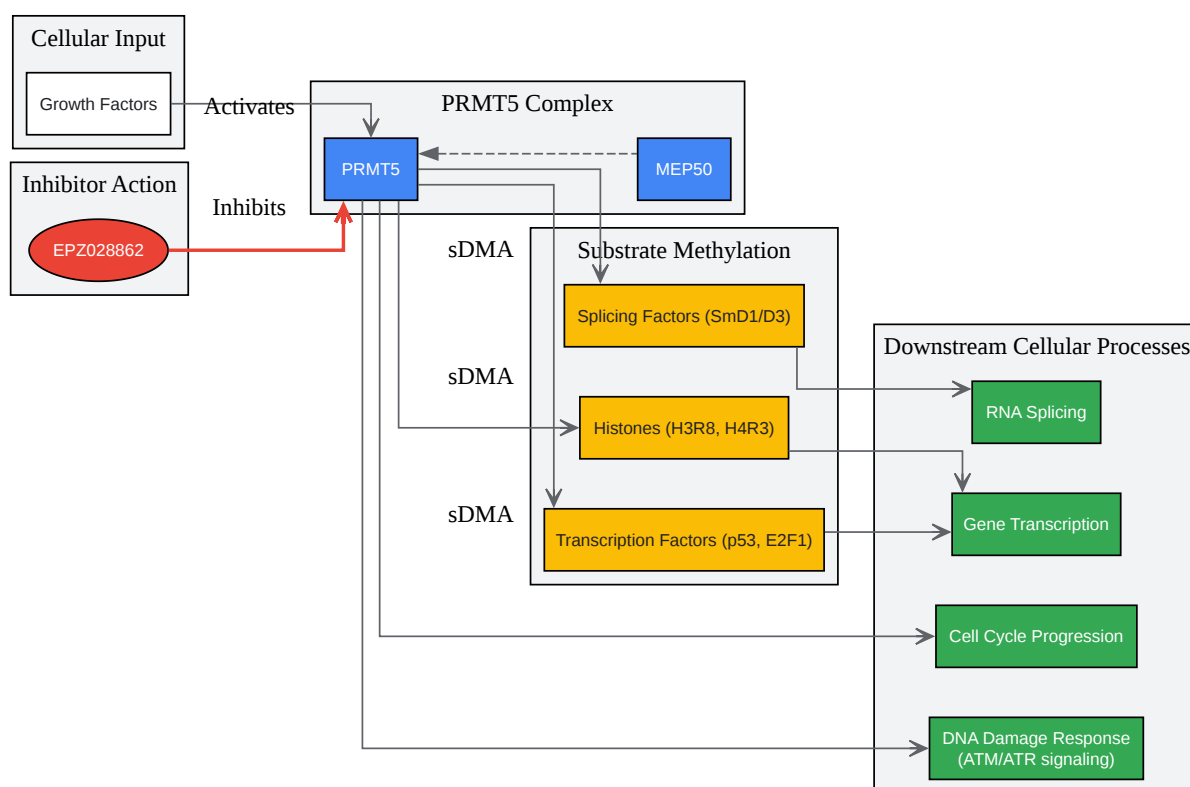 Cellular Input
Growth Factors
Activates
PRMT5 Complex
PRMT5
MEP50
Inhibitor Action
EPZ028862
Inhibits
sDMA
Substrate Methylation
Splicing Factors (SmD1/D3)
sDMA
Histones (H3R8, H4R3)
sDMA
Transcription Factors (p53, E2F1)
Downstream Cellular Processes
RNA Splicing
Gene Transcription
Cell Cycle Progression
DNA Damage Response
(ATM/ATR signaling)